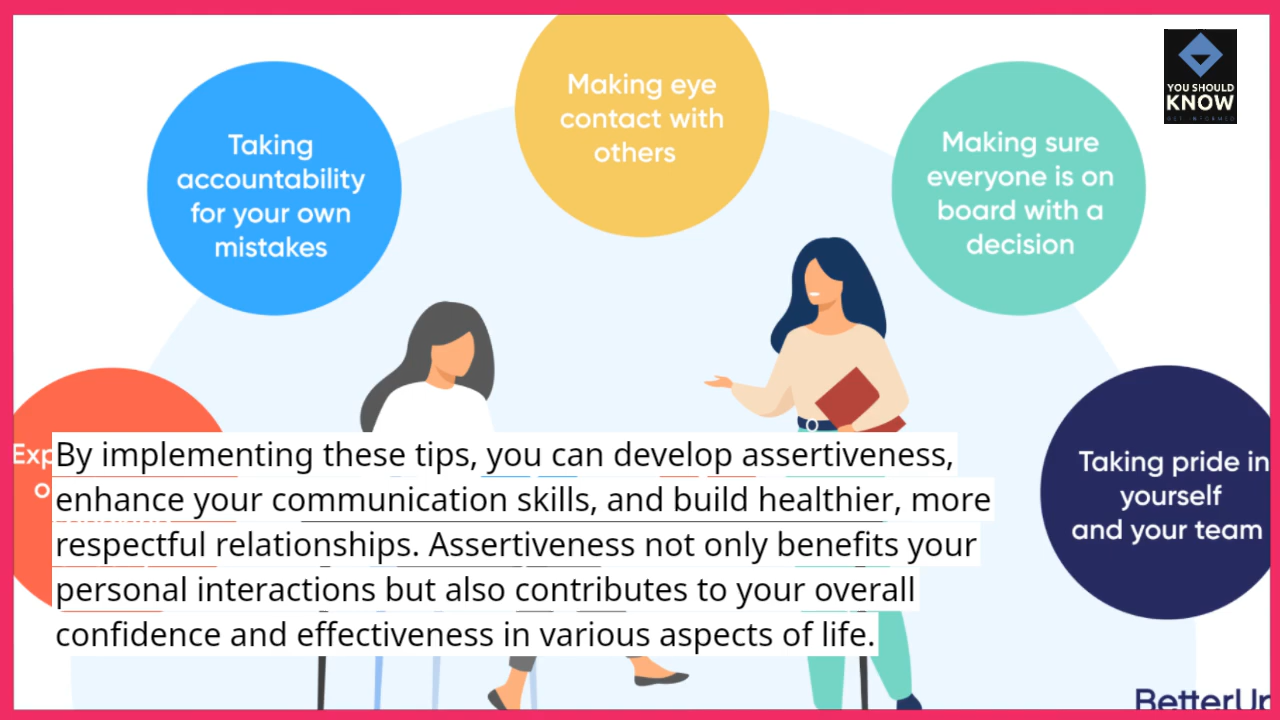 Making eye
contact with
others
Taking
accountability
for your own
mistakes
Making sure
everyone is on
board with a
decision
YOU SHOULD
KNOW
GET INFORMED
Taking pride in
yourself
and your team
By implementing these tips, you can develop assertiveness,
enhance your communication skills, and build healthier, more
respectful relationships. Assertiveness not only benefits your
personal interactions but also contributes to your overall
confidence and effectiveness in various aspects of life.
BetterUp